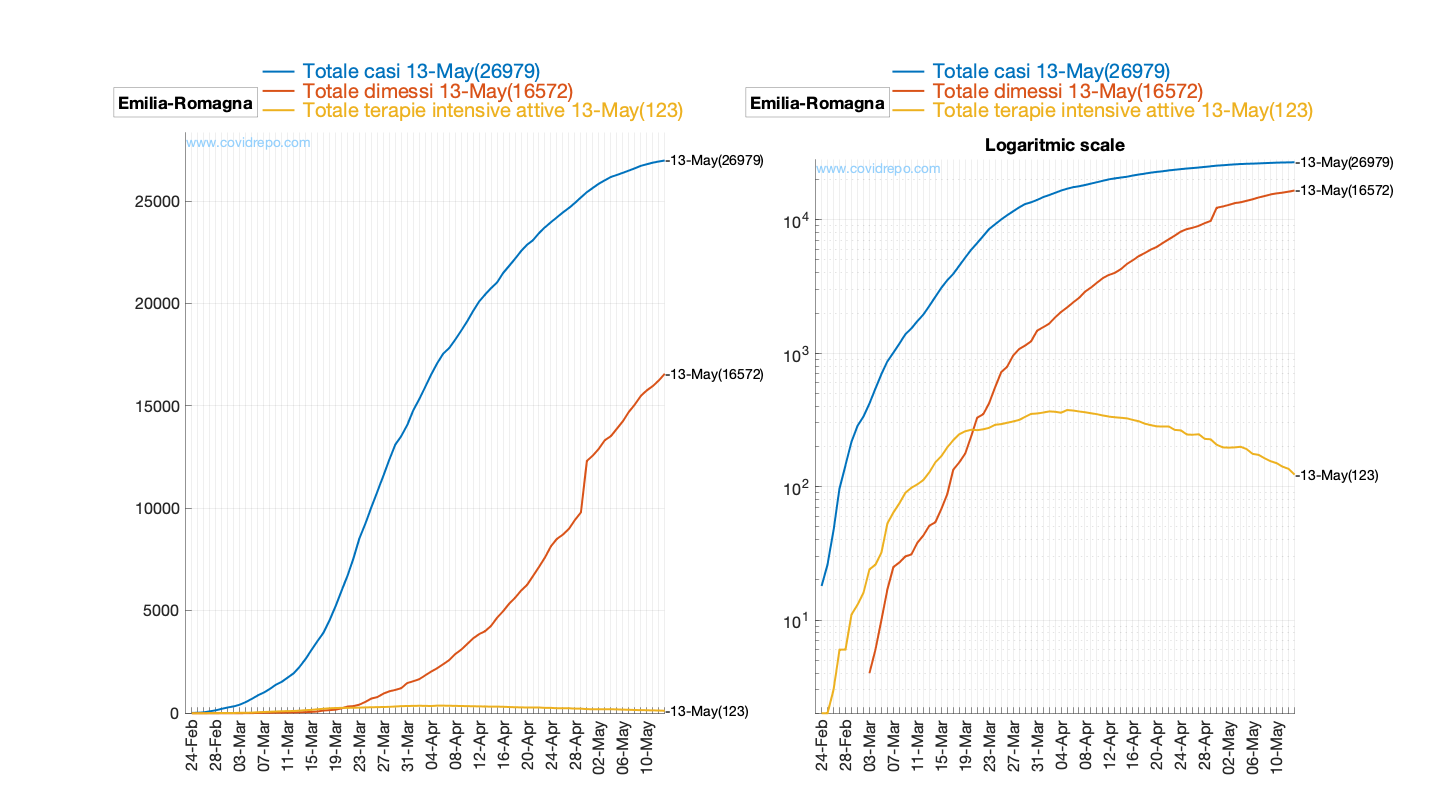 Emilia-Romagna
Totale casi 13-May(26979)
Totale dimessi 13-May(16572)
Totale terapie intensive attive 13-May(123)
www.covidrepo.com
25000
20000
15000
10000
5000
0
-13-May(26979)
-13-May(16572)
-13-May(123)
24-Feb
28-Feb
03-Mar
07-Mar
11-Mar
15-Mar
19-Mar
23-Mar
27-Mar
31-Mar
04-Apr
08-Apr
12-Apr
16-Apr
20-Apr
24-Apr
28-Apr
02-May
06-May
10-May
Emilia-Romagna
Totale casi 13-May(26979)
Totale dimessi 13-May(16572)
Totale terapie intensive attive 13-May(123)
Logaritmic scale
www.covidrepo.com
10^4
10^3
10^2
10^1
-13-May(26979)
-13-May(16572)
-13-May(123)
24-Feb
28-Feb
03-Mar
07-Mar
11-Mar
15-Mar
19-Mar
23-Mar
27-Mar
31-Mar
04-Apr
08-Apr
12-Apr
16-Apr
20-Apr
24-Apr
28-Apr
02-May
06-May
10-May